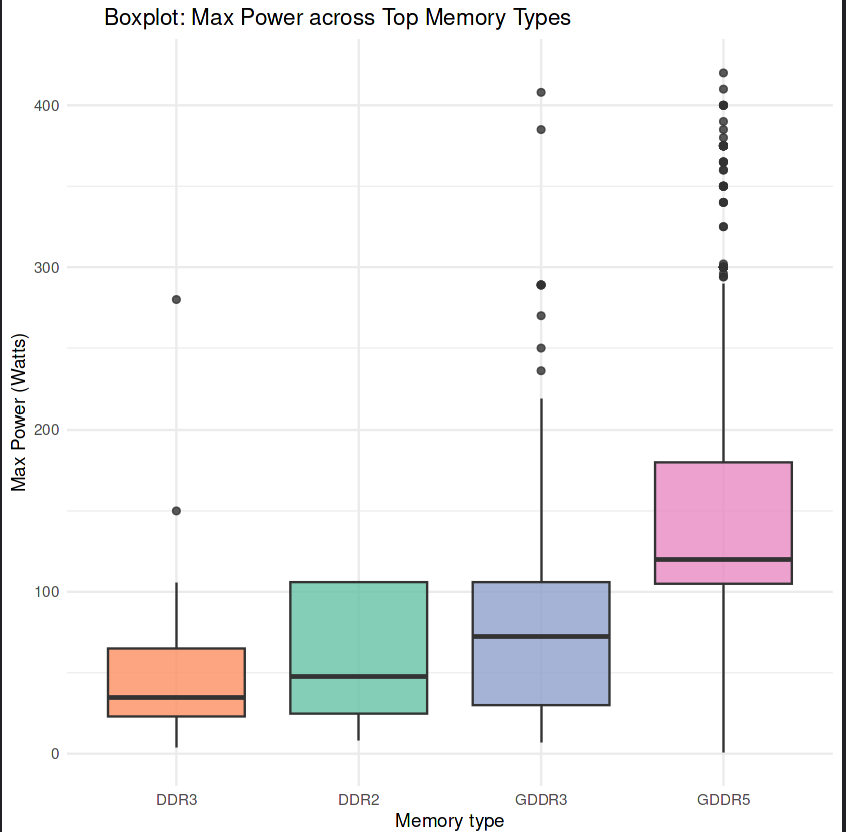 Boxplot: Max Power across Top Memory Types
Max Power (Watts)
400
300
200
100
0
DDR3 DDR2 GDDR3 GDDR5
Memory type